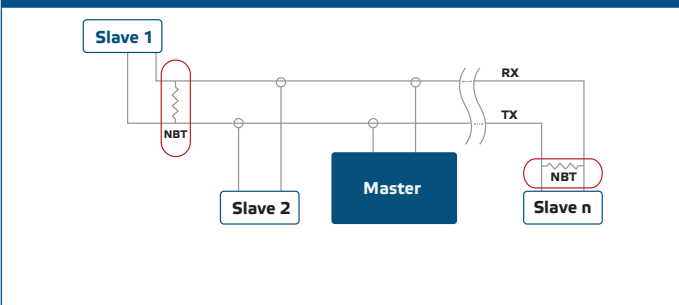 Slave 1
RX
TX
NBT
NBT
Master
Slave 2
Slave n